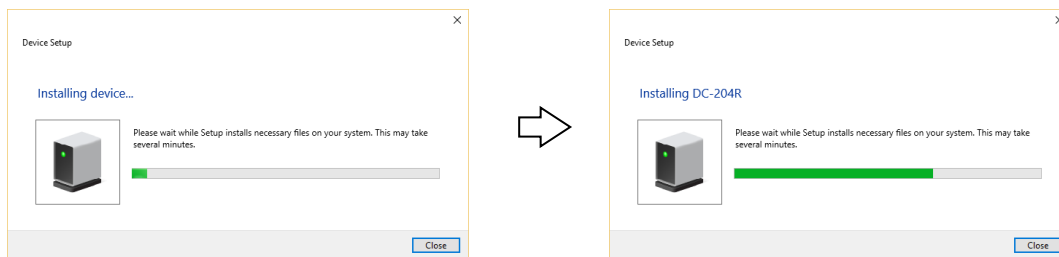 Device Setup
Installing device...
Please wait while Setup installs necessary files on your system. This may take
several minutes.
Close
Device Setup
Installing DC-204R
Please wait while Setup installs necessary files on your system. This may take
several minutes.
Close